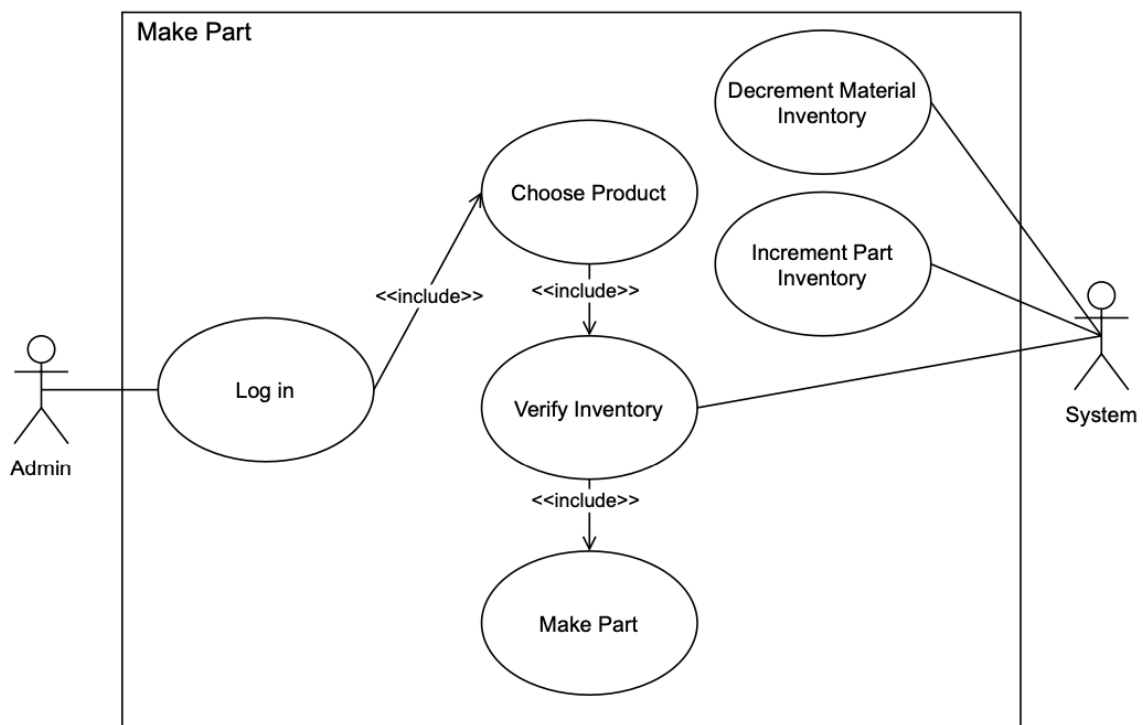 Make Part
Decrement Material
Inventory
Choose Product
Increment Part
Inventory
<<include>>
<<include>>
Log in
Verify Inventory
System
Admin
<<include>>
Make Part